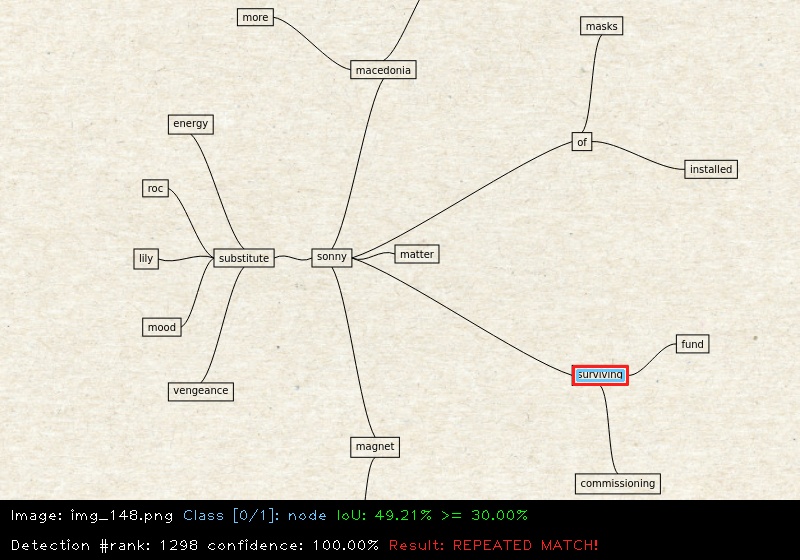 more
masks
macedonia
energy
of
installed
roc
matter
sonny
substitute
lily
mood
fund
surviving
vengeance
magnet
commissioning
Image: img_148.png Class [0/1]: node IoU: 49.21% >= 30.00%
Detection #rank: 1298 confidence: 100.00% Result: REPEATED MATCH!